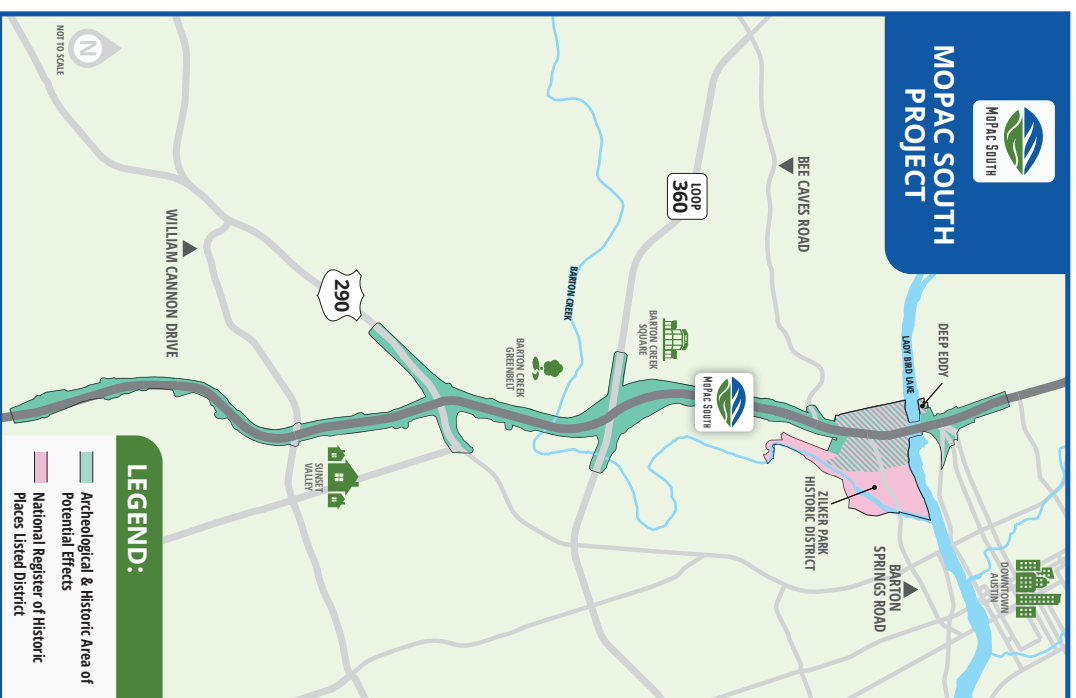 MOPAC SOUTH
PROJECT
MOPAC SOUTH
DEEP EDDY
LADY BIRD LAKE
DOWNTOWN
AUSTIN
BEE CAVES ROAD
BARTON
SPRINGS ROAD
ZILKER PARK
HISTORIC DISTRICT
MOPAC SOUTH
LOOP
360
BARTON CREEK
SQUARE
BARTON CREEK
BARTON CREEK
GREENBELT
290
SUNSET
VALLEY
WILLIAM CANNON DRIVE
N
NOT TO SCALE
LEGEND:
Archeological & Historic Area of
Potential Effects
National Register of Historic
Places Listed District